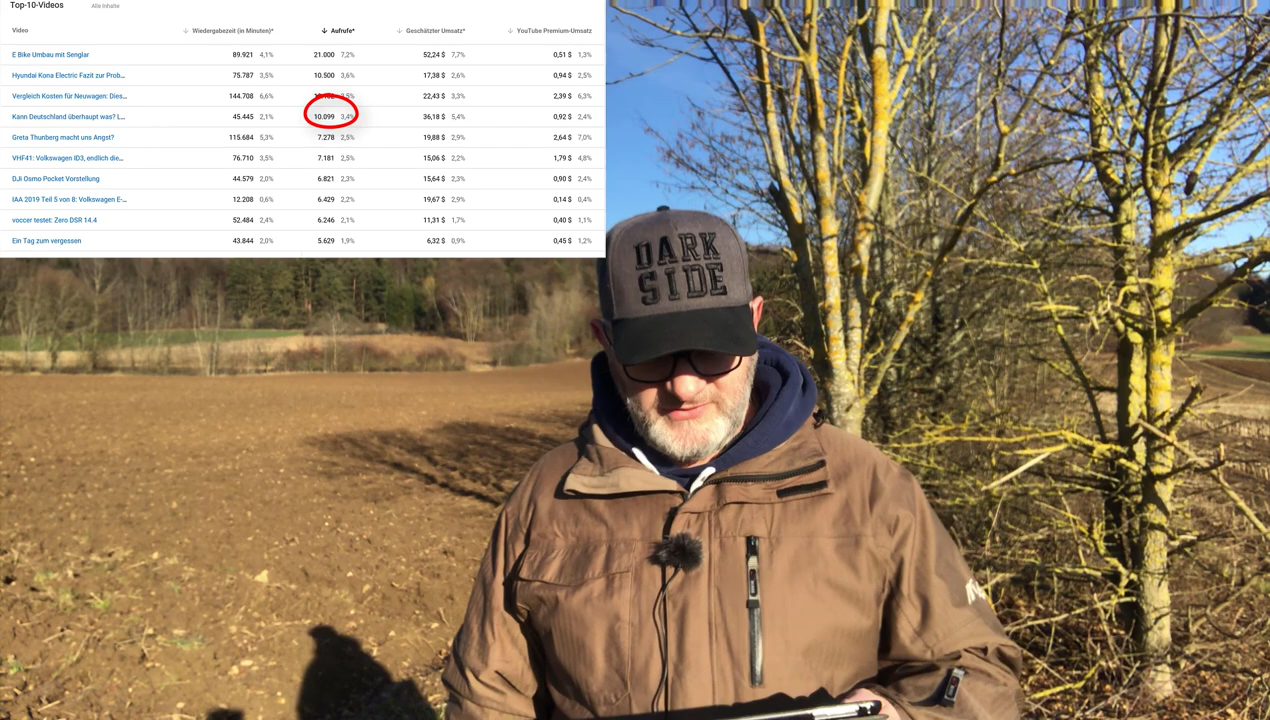 Top-10-Videos Alle Inhalte
Video Wiedergabezeit (in Minuten)* Aufrufe* Geschätzter Umsatz* YouTube Premium-Umsatz
E Bike Umbau mit Senglar 89.921 4,1% 21.000 7,2% 52,24 $ 7,7% 0,51 $ 1,3%
Hyundai Kona Electric Fazit zur Prob... 75.787 3,5% 10.500 3,6% 17,38 $ 2,6% 0,94 $ 2,5%
Vergleich Kosten für Neuwagen: Dies... 144.708 6,6% 3,5% 22,43 $ 3,3% 2,39 $ 6,3%
Kann Deutschland überhaupt was? L... 45.445 2,1% 10.099 3,4% 36,18 $ 5,4% 0,92 $ 2,4%
Greta Thunberg macht uns Angst? 115.684 5,3% 7.278 2,5% 19,88 $ 2,9% 2,64 $ 7,0%
VHF41: Volkswagen ID3, endlich die... 76.710 3,5% 7.181 2,5% 15,06 $ 2,2% 1,79 $ 4,8%
DJi Osmo Pocket Vorstellung 44.579 2,0% 6.821 2,3% 15,64 $ 2,3% 0,90 $ 2,4%
IAA 2019 Teil 5 von 8: Volkswagen E-... 12.208 0,6% 6.429 2,2% 19,67 $ 2,9% 0,14 $ 0,4%
voccer testet: Zero DSR 14.4 52.484 2,4% 6.246 2,1% 11,31 $ 1,7% 0,40 $ 1,1%
Ein Tag zum vergessen 43.844 2,0% 5.629 1,9% 6,32 $ 0,9% 0,45 $ 1,2%
DARK
SIDE